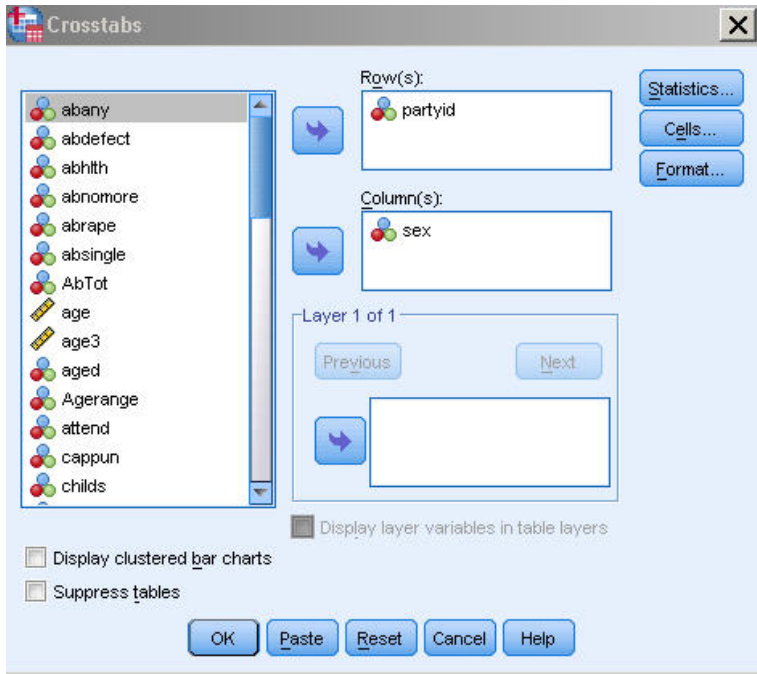 Crosstabs
abany
abdefect
abhlth
abnomore
abrape
absingle
AbTot
age
age3
aged
Agerange
attend
cappun
childs
Row(s):
partyid
Column(s):
sex
Layer 1 of 1
Previous
Next
Display layer variables in table layers
Statistics...
Cells...
Format...
Display clustered bar charts
Suppress tables
OK
Paste
Reset
Cancel
Help